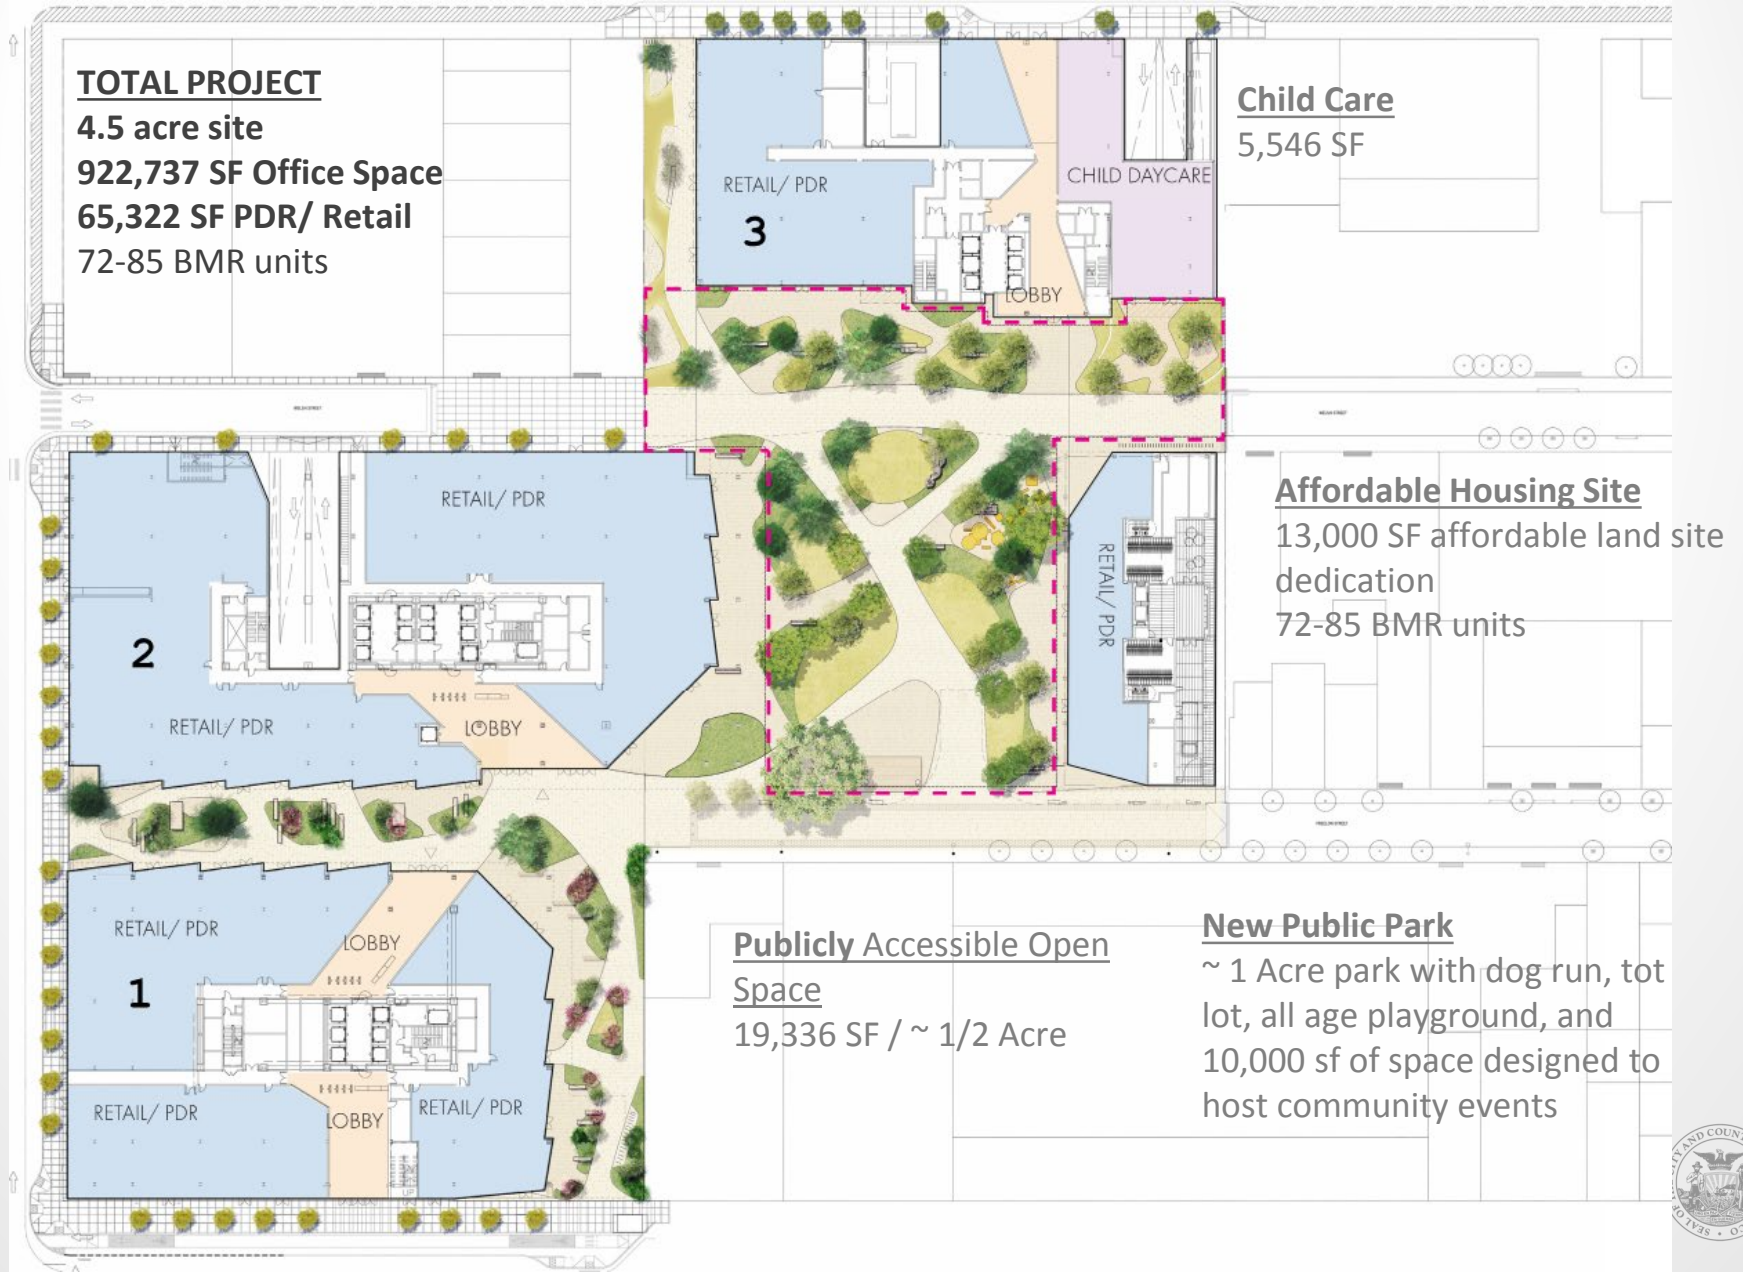 TOTAL PROJECT
4.5 acre site
922,737 SF Office Space
65,322 SF PDR/ Retail
72-85 BMR units
Child Care
5,546 SF
RETAIL/ PDR
3
CHILD DAYCARE
LOBBY
Affordable Housing Site
13,000 SF affordable land site
dedication
72-85 BMR units
RETAIL/ PDR
2
RETAIL/ PDR
LOBBY
RETAIL/ PDR
RETAIL/ PDR
1
LOBBY
RETAIL/ PDR
LOBBY
RETAIL/ PDR
Publicly Accessible Open
Space
19,336 SF / ~ 1/2 Acre
New Public Park
~ 1 Acre park with dog run, tot
lot, all age playground, and
10,000 sf of space designed to
host community events